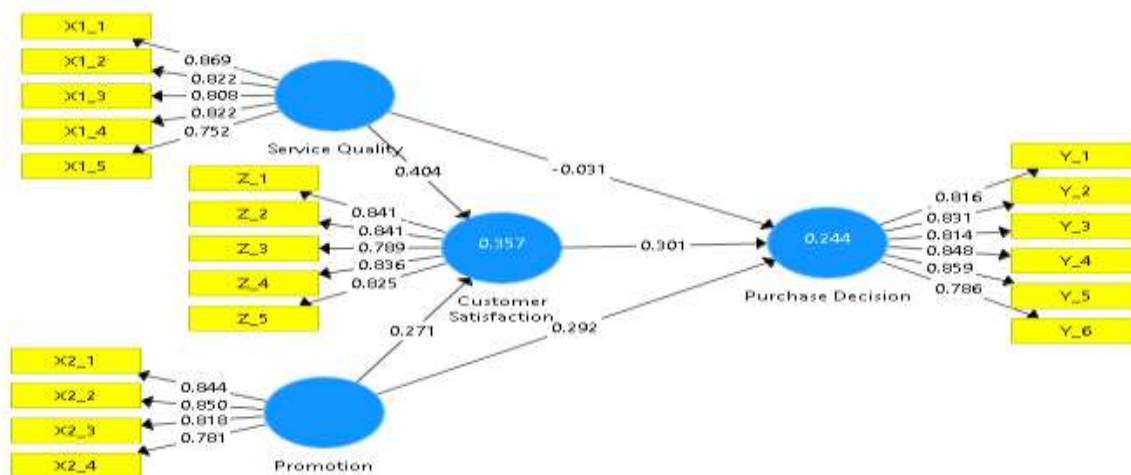 X1_1
X1_2
X1_3
X1_4
X1_5
0.869
0.822
0.808
0.822
0.752
Service Quality
0.404
-0.031
Z_1
Z_2
Z_3
Z_4
Z_5
0.841
0.841
0.789
0.836
0.825
0.357
Customer
Satisfaction
0.301
0.271
0.292
0.244
Purchase Decision
Y_1
Y_2
Y_3
Y_4
Y_5
Y_6
0.816
0.831
0.814
0.848
0.859
0.786
X2_1
X2_2
X2_3
X2_4
0.844
0.850
0.818
0.781
Promotion